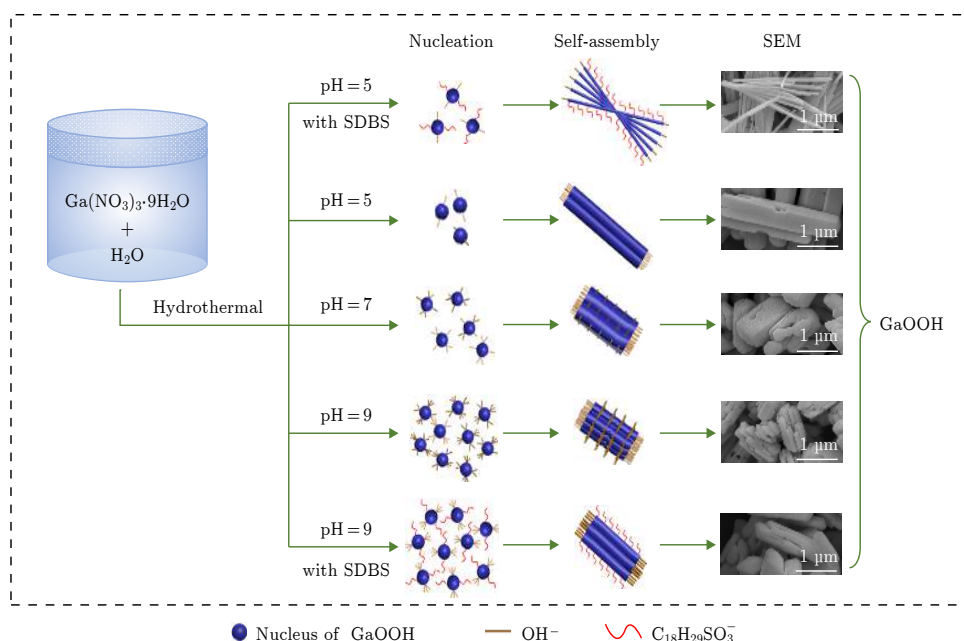 Nucleation
Self-assembly
SEM
pH = 5
with SDBS
1 μm
Ga(NO₃)₃·9H₂O
+
H₂O
pH = 5
1 μm
Hydrothermal
pH = 7
1 μm
GaOOH
pH = 9
1 μm
pH = 9
with SDBS
1 μm
Nucleus of GaOOH
OH⁻
C₁₈H₂₉SO₃⁻